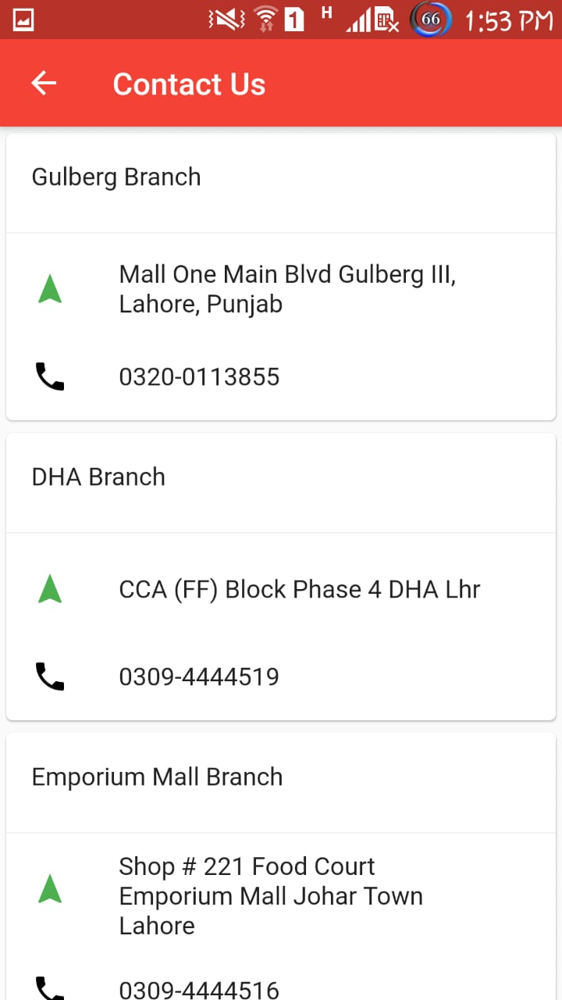 1 H 66 1:53 PM
Contact Us
Gulberg Branch
Mall One Main Blvd Gulberg III,
Lahore, Punjab
0320-0113855
DHA Branch
CCA (FF) Block Phase 4 DHA Lhr
0309-4444519
Emporium Mall Branch
Shop # 221 Food Court
Emporium Mall Johar Town
Lahore
0309-4444516